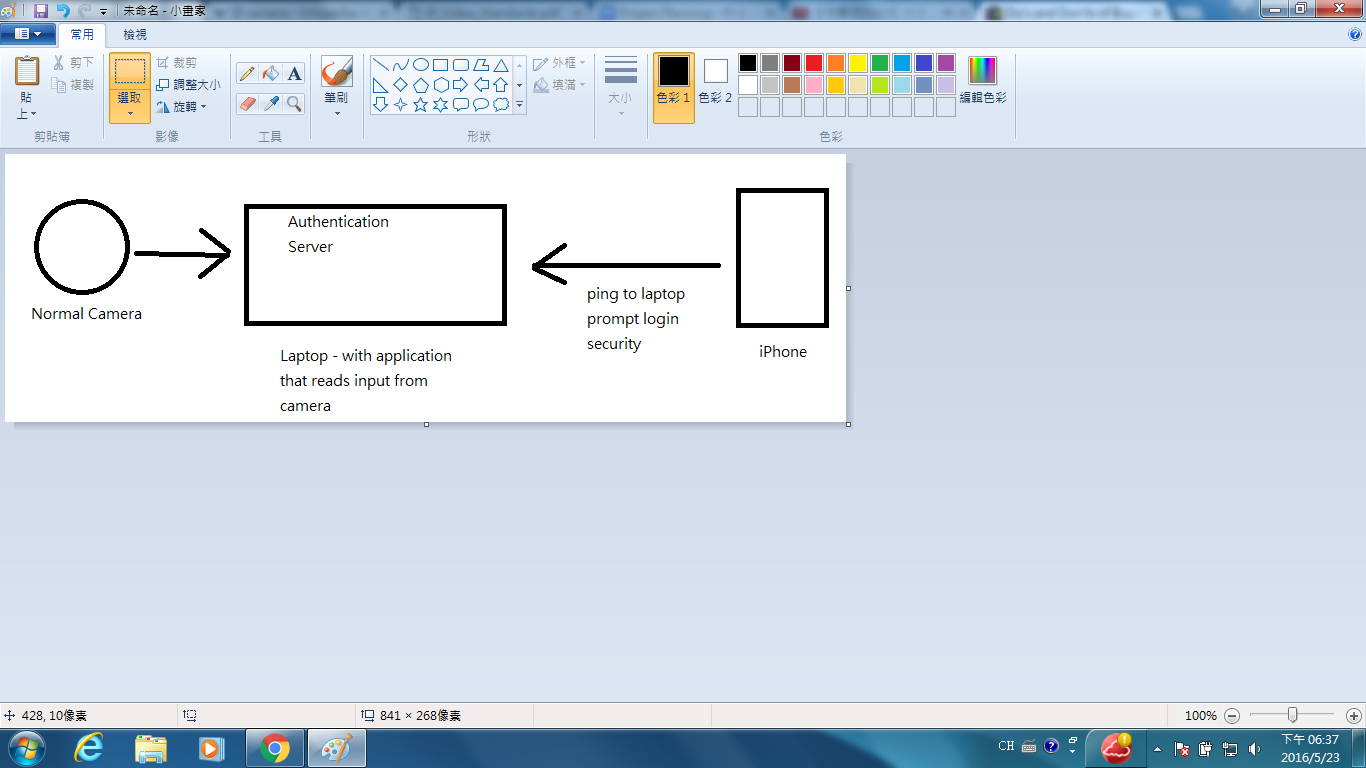 未命名 - 小畫家
常用
檢視
貼上
剪下
複製
剪貼簿
選取
裁剪
調整大小
旋轉
影像
A
工具
筆刷
形狀
外框
填滿
大小
色彩 1
色彩 2
編輯色彩
色彩
Authentication
Server
Normal Camera
Laptop - with application
that reads input from
camera
ping to laptop
prompt login
security
iPhone
428, 10像素
841 × 268像素
100%
CH
下午 06:37
2016/5/23